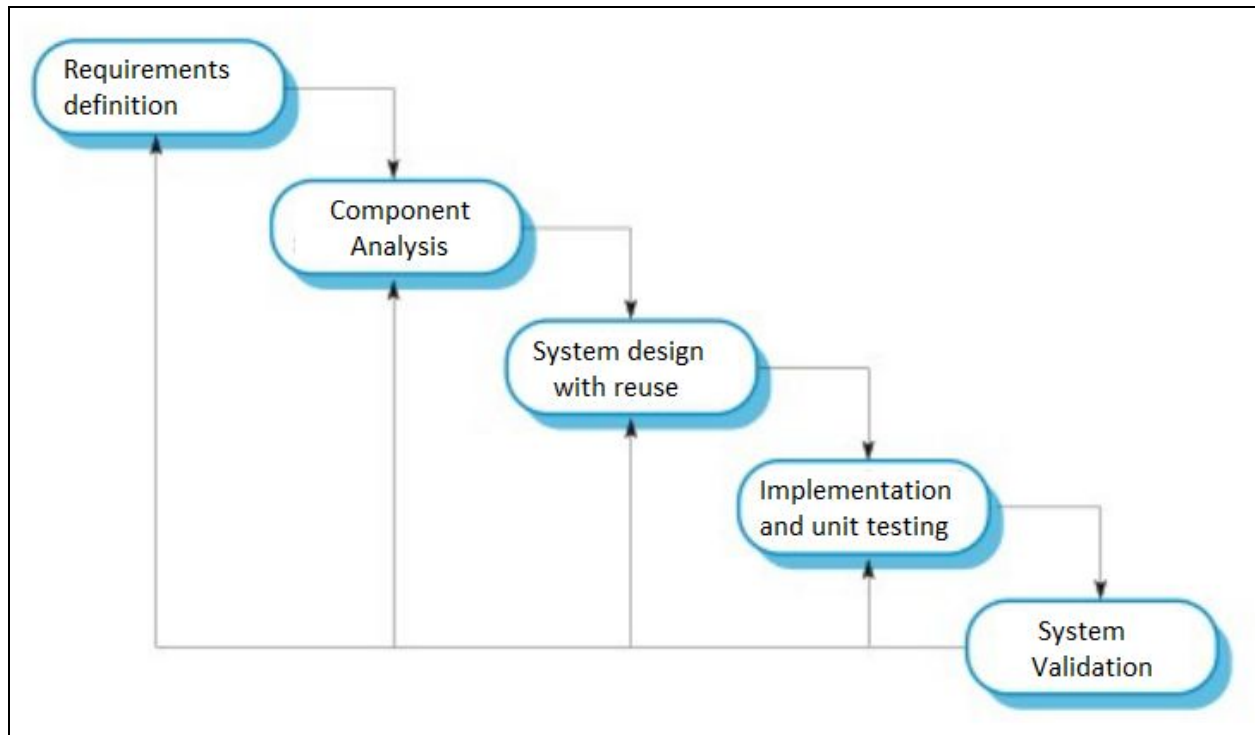 Requirements
definition
Component
Analysis
System design
with reuse
Implementation
and unit testing
System
Validation